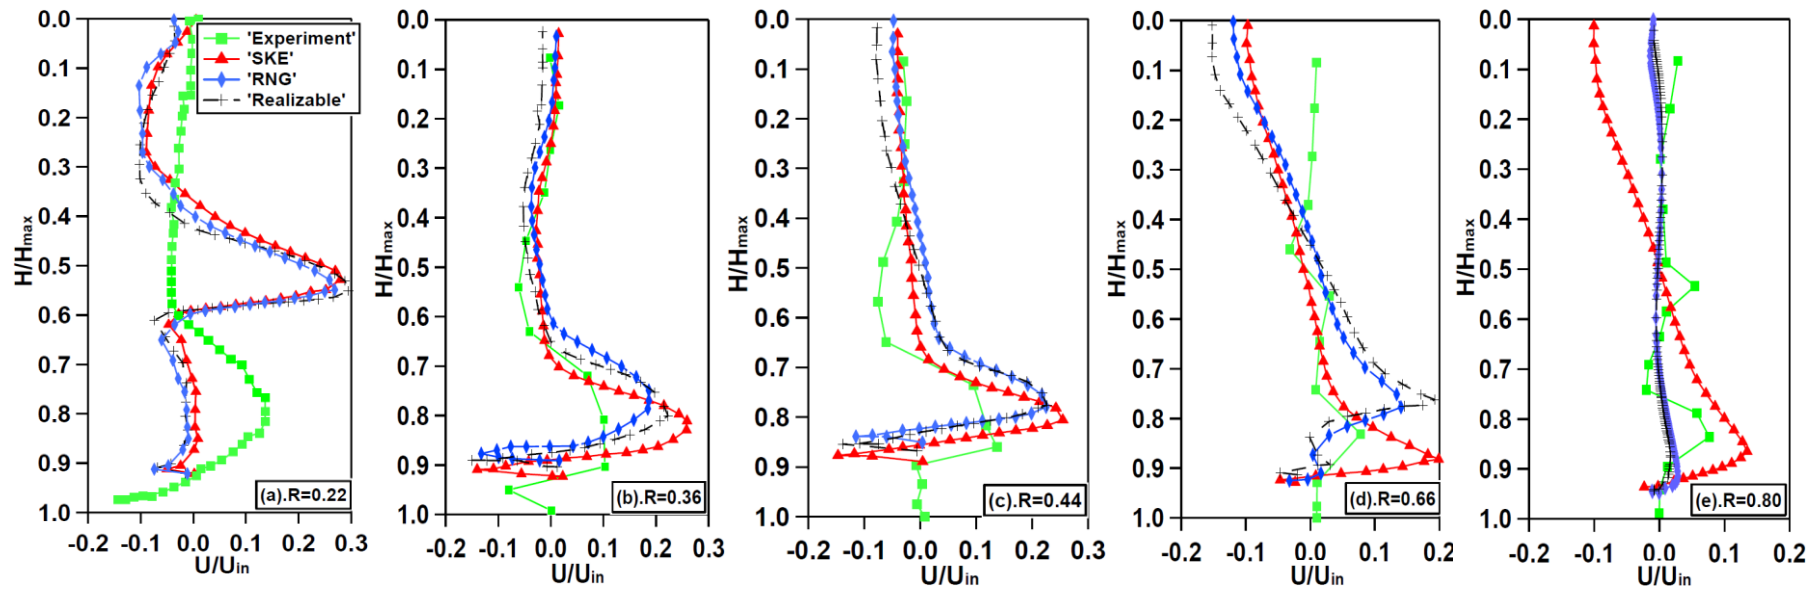 0.0
0.1
0.2
0.3
0.4
0.5
0.6
0.7
0.8
0.9
1.0
H/Hmax
'Experiment'
'SKE'
'RNG'
'Realizable'
(a).R=0.22
-0.2 -0.1 0.0 0.1 0.2 0.3
U/Uin
0.0
0.1
0.2
0.3
0.4
0.5
0.6
0.7
0.8
0.9
1.0
H/Hmax
(b).R=0.36
-0.2 -0.1 0.0 0.1 0.2 0.3
U/Uin
0.0
0.1
0.2
0.3
0.4
0.5
0.6
0.7
0.8
0.9
1.0
H/Hmax
(c).R=0.44
-0.2 -0.1 0.0 0.1 0.2 0.3
U/Uin
0.0
0.1
0.2
0.3
0.4
0.5
0.6
0.7
0.8
0.9
1.0
H/Hmax
(d).R=0.66
-0.2 -0.1 0.0 0.1 0.2
U/Uin
0.0
0.1
0.2
0.3
0.4
0.5
0.6
0.7
0.8
0.9
1.0
H/Hmax
(e).R=0.80
-0.2 -0.1 0.0 0.1 0.2
U/Uin